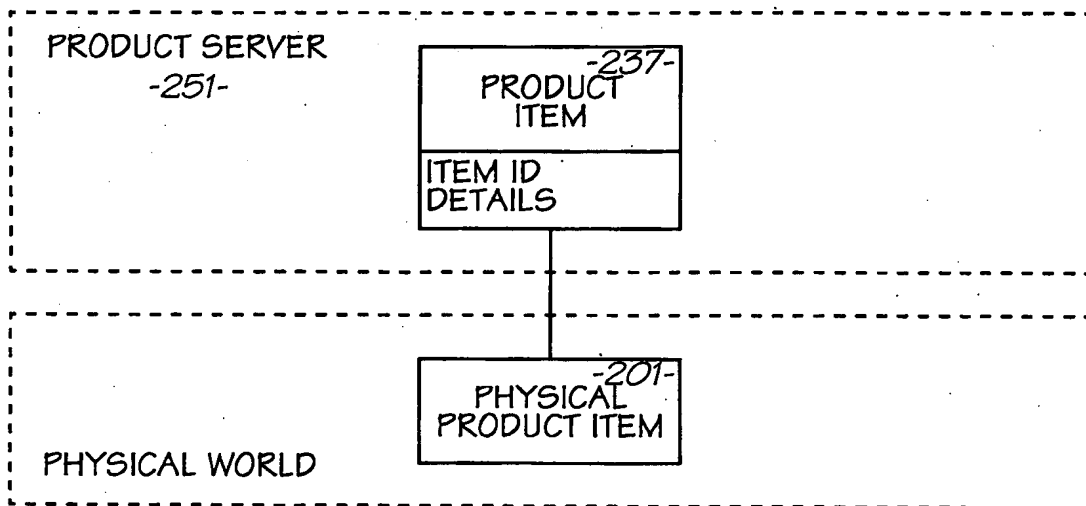 PRODUCT SERVER
-251-
-237-
PRODUCT
ITEM
ITEM ID
DETAILS
-201-
PHYSICAL
PRODUCT ITEM
PHYSICAL WORLD